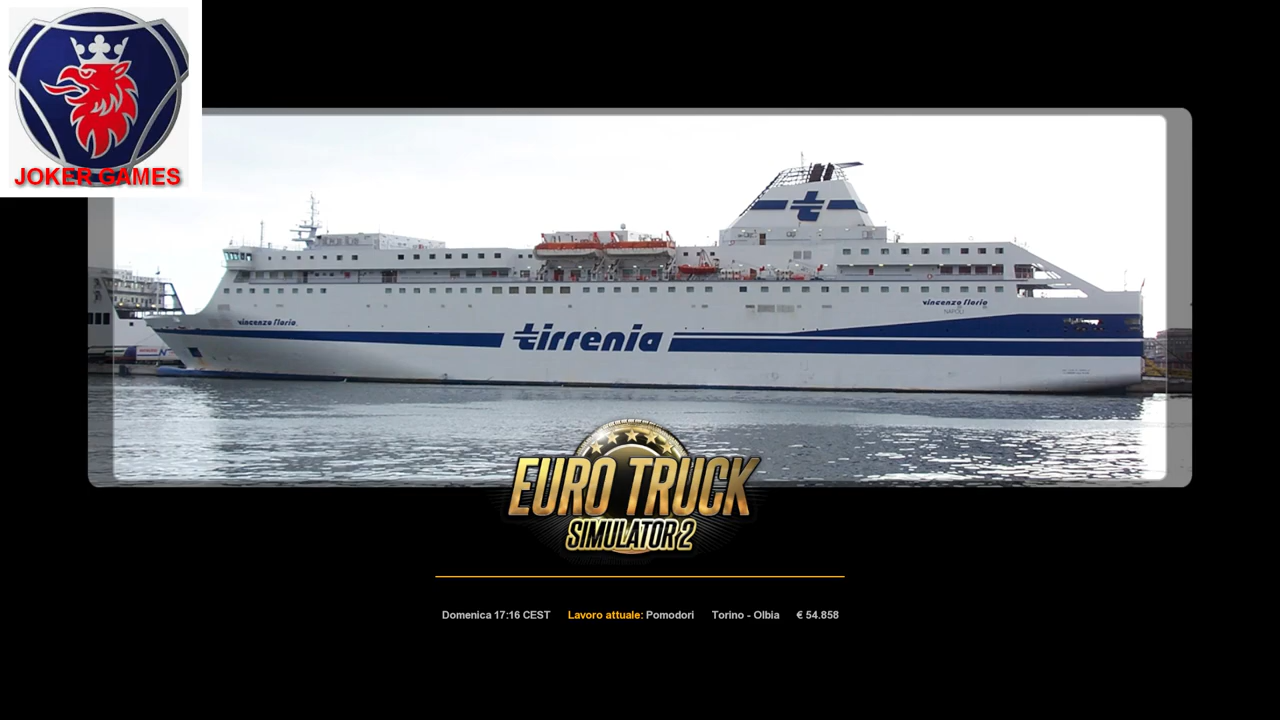 JOKER GAMES
vincenzo florio
NAPOLI
vincenzo florio
tirrenia
EURO TRUCK
SIMULATOR 2
Domenica 17:16 CEST Lavoro attuale: Pomodori Torino - Olbia € 54.858